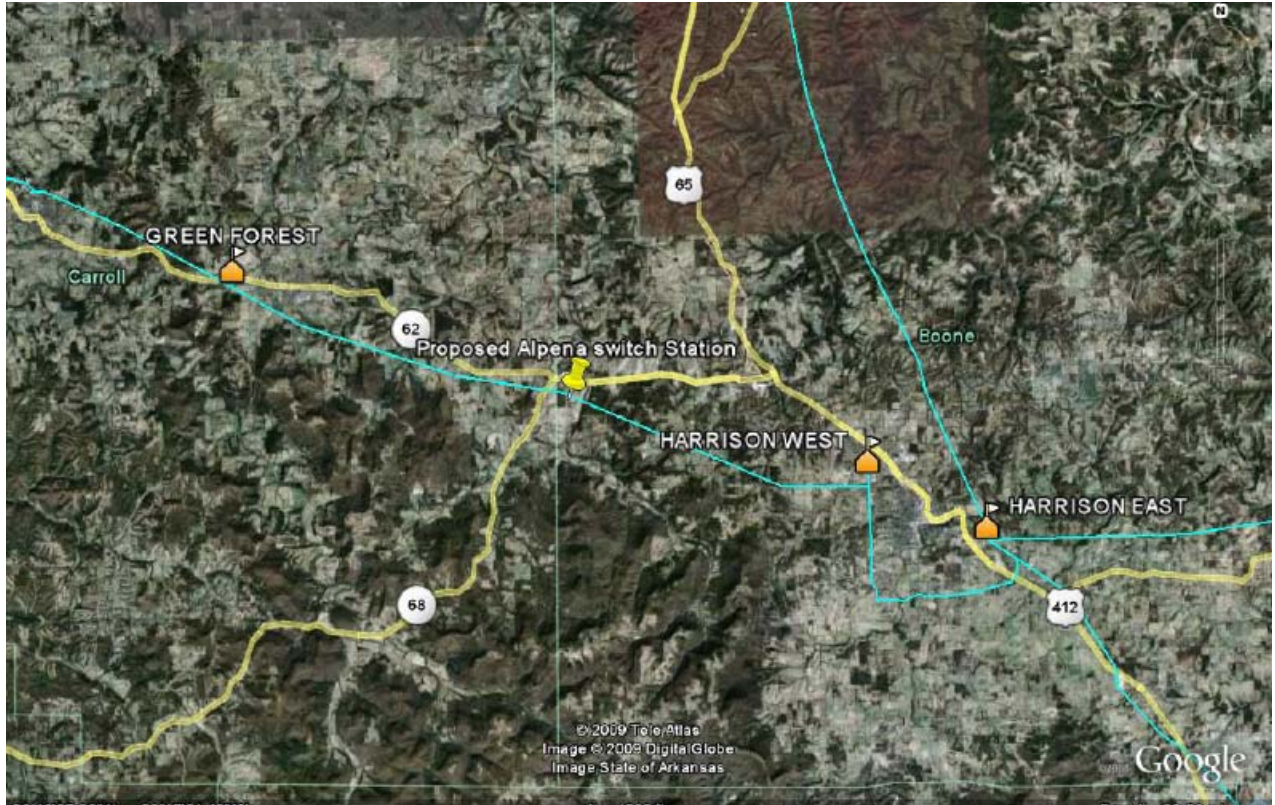 N
65
GREEN FOREST
Carroll
62
Boone
Proposed Alpena switch Station
HARRISON WEST
HARRISON EAST
68
412
© 2009 Tele Atlas
Image © 2009 DigitalGlobe
Image State of Arkansas
Google